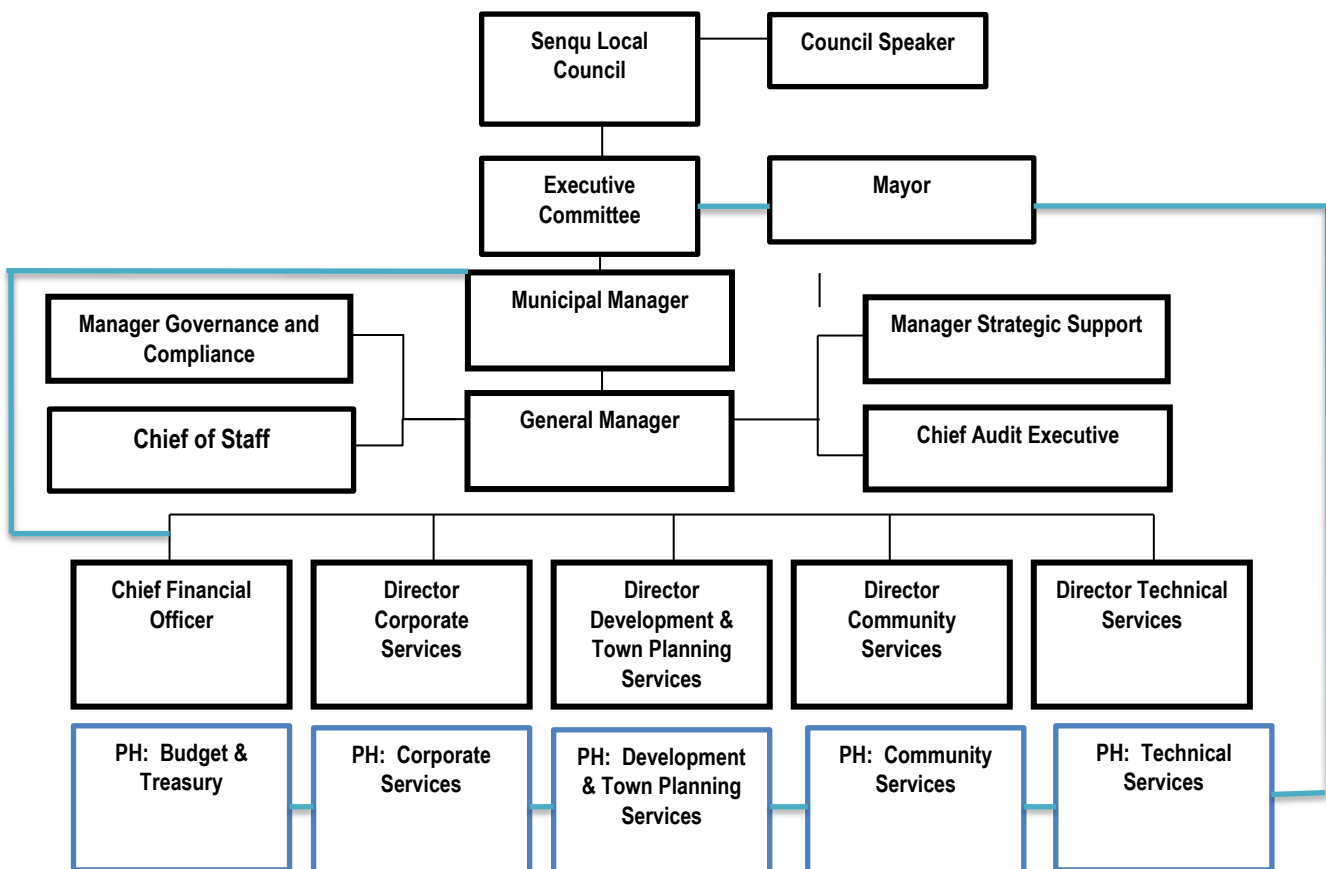 Senqu Local
Council
Council Speaker
Executive
Committee
Mayor
Municipal Manager
Manager Governance and
Compliance
Manager Strategic Support
General Manager
Chief of Staff
Chief Audit Executive
Chief Financial
Officer
Director
Corporate
Services
Director
Development &
Town Planning
Services
Director
Community
Services
Director Technical
Services
PH:  Budget &
Treasury
PH:  Corporate
Services
PH:  Development
& Town Planning
Services
PH:  Community
Services
PH:  Technical
Services